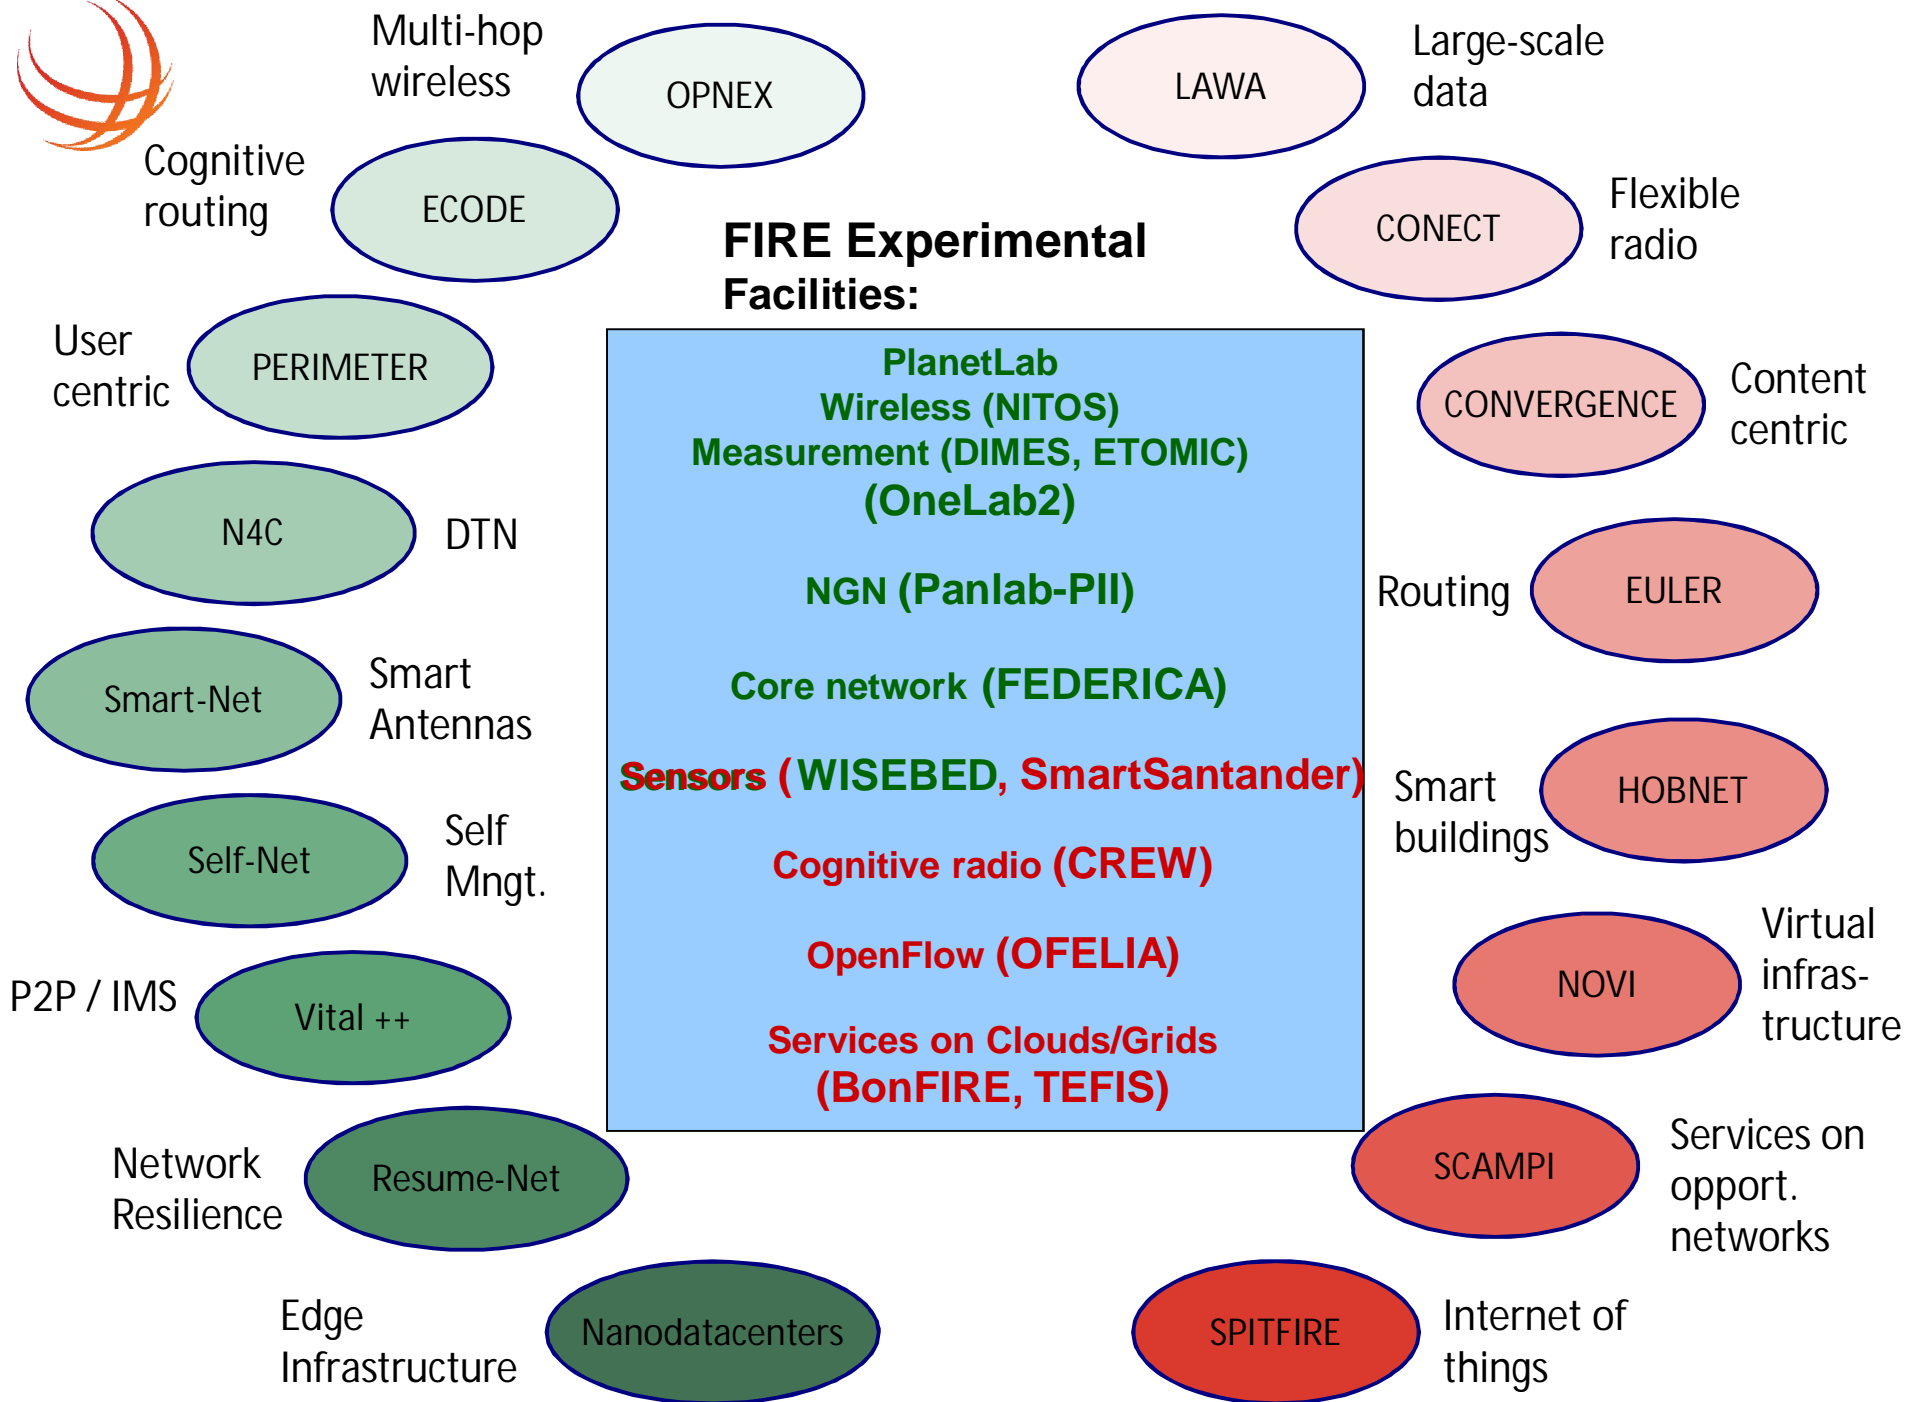 Multi-hop
wireless
OPNEX
LAWA
Large-scale
data
Cognitive
routing
ECODE
CONECT
Flexible
radio
FIRE Experimental
Facilities:
User
centric
PERIMETER
PlanetLab
Wireless (NITOS)
Measurement (DIMES, ETOMIC)
(OneLab2)
NGN (Panlab-PII)
Core network (FEDERICA)
Sensors (WISEBED, SmartSantander)
Cognitive radio (CREW)
OpenFlow (OFELIA)
Services on Clouds/Grids
(BonFIRE, TEFIS)
CONVERGENCE
Content
centric
N4C
DTN
Routing
EULER
Smart-Net
Smart
Antennas
Smart
buildings
HOBNET
Self-Net
Self
Mngt.
NOVI
Virtual
infras-
tructure
P2P / IMS
Vital ++
SCAMPI
Services on
opport.
networks
Network
Resilience
Resume-Net
Edge
Infrastructure
Nanodatacenters
SPITFIRE
Internet of
things